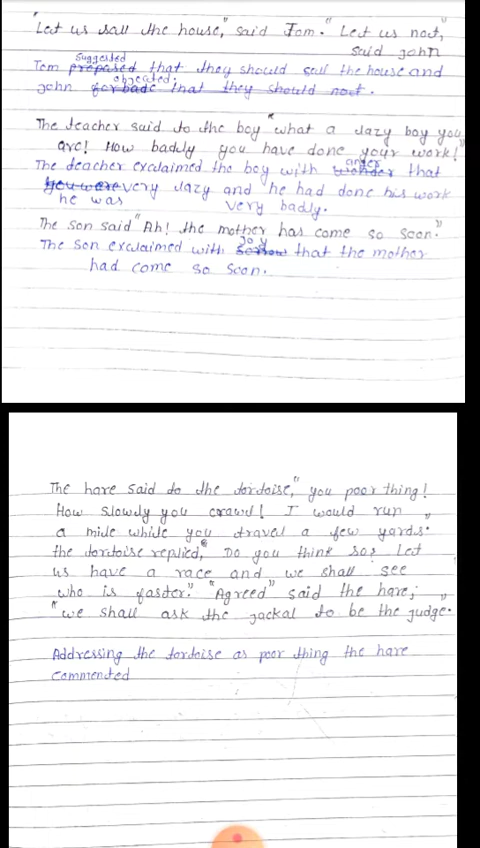 "Let us sall the house," said Tom. "Let us not,"
said john
Suggested
Tom prepased that they should sell the house and
objected;
john forbade that they should not.
The teacher said to the boy "what a lazy boy you
are! How badly you have done your work!"
The teacher exclaimed the boy with wonder that
anger
you were very lazy and he had done his work
he was very badly.
The son said "Ah! the mother has come so soon."
joy
The son exclaimed with sorrow that the mother
had come so soon.
The hare said to the tortoise, "you poor thing!
How slowly you crawl! I would run
a mile while you travel a few yards."
the tortoise replied, "Do you think so? Let
us have a race and we shall see
who is faster." "Agreed" said the hare;
"we shall ask the jackal to be the judge."
Addressing the tortoise as poor thing the hare
commented